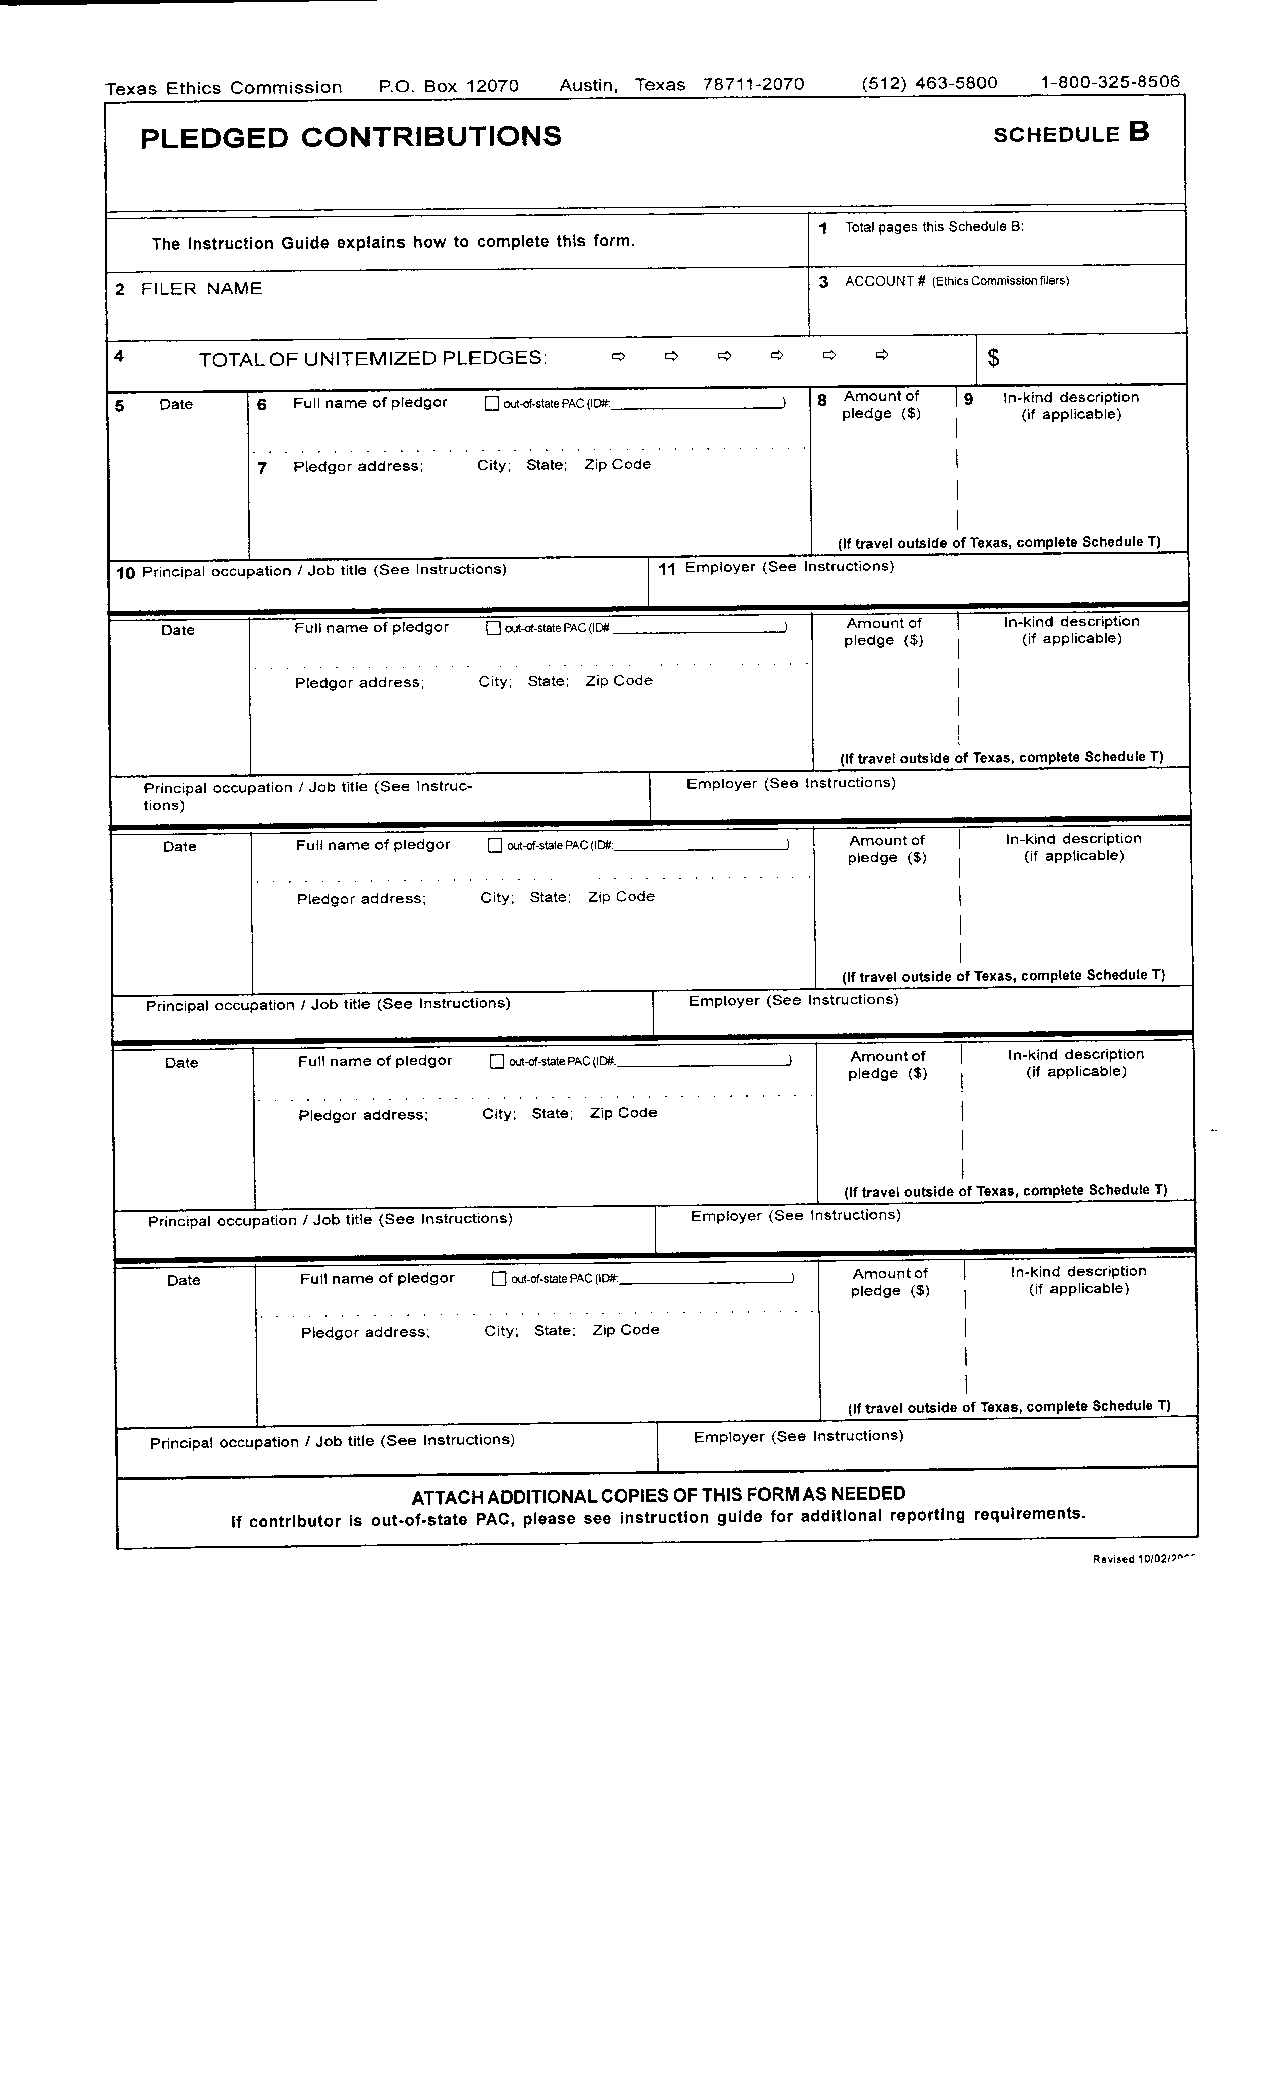 Texas Ethics Commission P.O. Box 12070 Austin, Texas 78711-2070 (512) 463-5800 1-800-325-8506
PLEDGED CONTRIBUTIONS SCHEDULE B
The Instruction Guide explains how to complete this form.
1 Total pages this Schedule B:
2 FILER NAME
3 ACCOUNT # (Ethics Commission filers)
4 TOTAL OF UNITEMIZED PLEDGES: ⇨ ⇨ ⇨ ⇨ ⇨ ⇨ $
5 Date
6 Full name of pledgor ☐ out-of-state PAC (ID#:____________________)
7 Pledgor address; City; State; Zip Code
8 Amount of
pledge ($)
9 In-kind description
(if applicable)
(If travel outside of Texas, complete Schedule T)
10 Principal occupation / Job title (See Instructions)
11 Employer (See Instructions)
Date
Full name of pledgor ☐ out-of-state PAC (ID#____________________)
Pledgor address; City; State; Zip Code
Amount of
pledge ($)
In-kind description
(if applicable)
(If travel outside of Texas, complete Schedule T)
Principal occupation / Job title (See Instruc-
tions)
Employer (See Instructions)
Date
Full name of pledgor ☐ out-of-state PAC (ID#:____________________)
Pledgor address; City; State; Zip Code
Amount of
pledge ($)
In-kind description
(if applicable)
(If travel outside of Texas, complete Schedule T)
Principal occupation / Job title (See Instructions)
Employer (See Instructions)
Date
Full name of pledgor ☐ out-of-state PAC (ID#:____________________)
Pledgor address; City; State; Zip Code
Amount of
pledge ($)
In-kind description
(if applicable)
(If travel outside of Texas, complete Schedule T)
Principal occupation / Job title (See Instructions)
Employer (See Instructions)
Date
Full name of pledgor ☐ out-of-state PAC (ID#:____________________)
Pledgor address; City; State; Zip Code
Amount of
pledge ($)
In-kind description
(if applicable)
(If travel outside of Texas, complete Schedule T)
Principal occupation / Job title (See Instructions)
Employer (See Instructions)
ATTACH ADDITIONAL COPIES OF THIS FORM AS NEEDED
If contributor is out-of-state PAC, please see instruction guide for additional reporting requirements.
Revised 10/02/